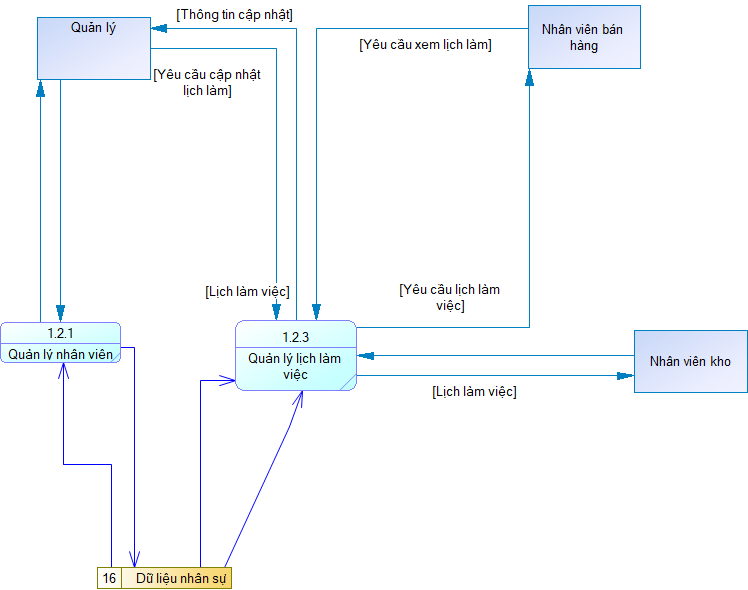 [Thông tin cập nhật]
Quản lý
Nhân viên bán
hàng
[Yêu cầu xem lịch làm]
[Yêu cầu cập nhật
lịch làm]
[Lịch làm việc]
[Yêu cầu lịch làm
việc]
1.2.1
Quản lý nhân viên
1.2.3
Quản lý lịch làm
việc
Nhân viên kho
[Lịch làm việc]
16
Dữ liệu nhân sự